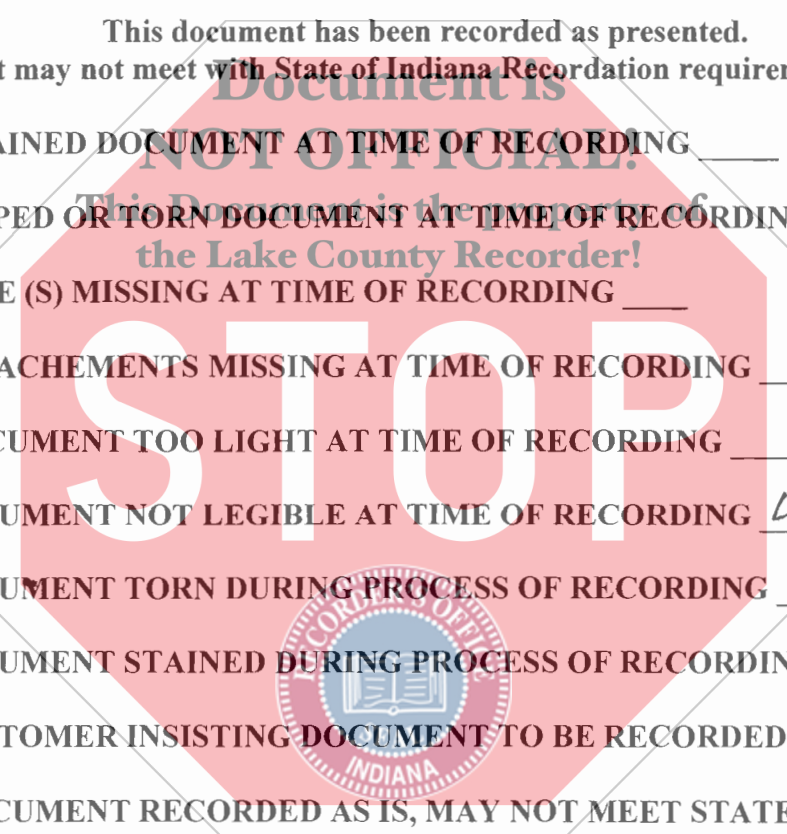 This document has been recorded as presented.
t may not meet with State of Indiana Recordation requirem
Document is
AINED DOCUMENT AT TIME OF RECORDING ____
NOT OFFICIAL!
PED OR TORN DOCUMENT AT TIME OF RECORDIN
This Document is the property of
the Lake County Recorder!
E (S) MISSING AT TIME OF RECORDING ____
ACHEMENTS MISSING AT TIME OF RECORDING __
STOP
CUMENT TOO LIGHT AT TIME OF RECORDING ____
UMENT NOT LEGIBLE AT TIME OF RECORDING
UMENT TORN DURING PROCESS OF RECORDING _
RECORDER'S OFFICE
UMENT STAINED DURING PROCESS OF RECORDIN
TOMER INSISTING DOCUMENT TO BE RECORDED
INDIANA
CUMENT RECORDED AS IS, MAY NOT MEET STATE